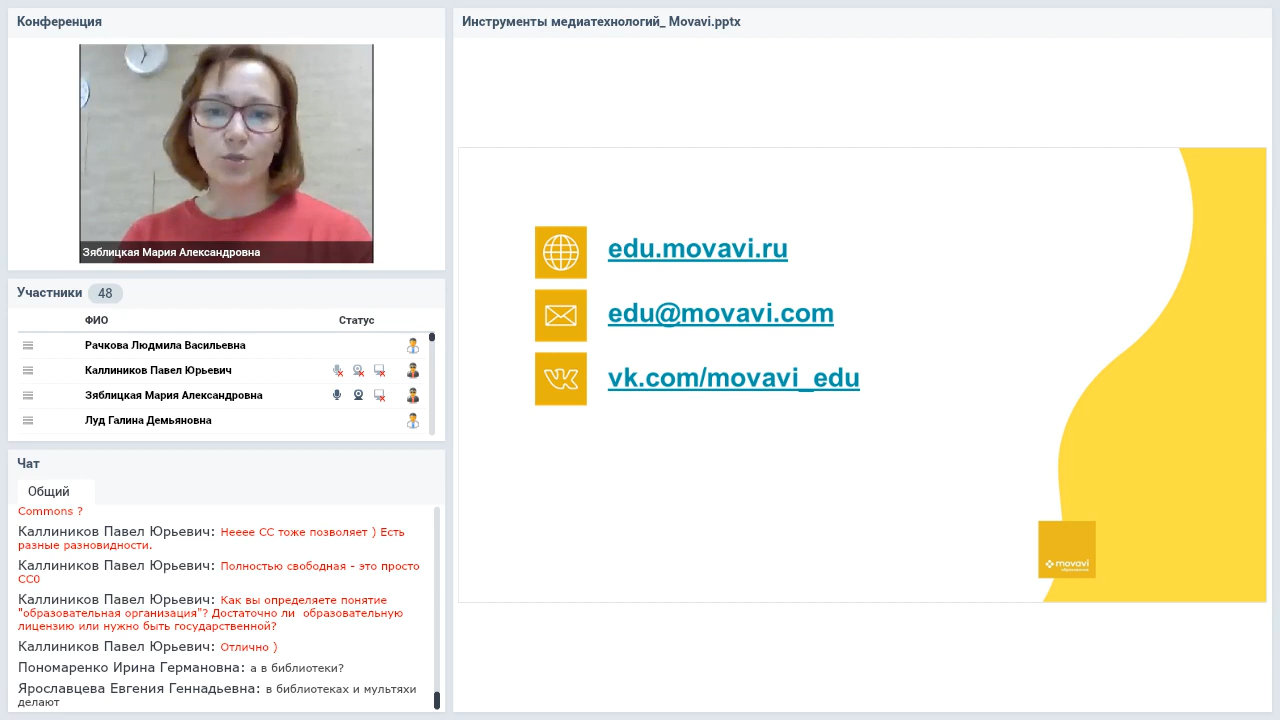 Конференция
Зяблицкая Мария Александровна
Участники 48
ФИО Статус
Рачкова Людмила Васильевна
Каллиников Павел Юрьевич
Зяблицкая Мария Александровна
Луд Галина Демьяновна
Чат
Общий
Commons ?
Каллиников Павел Юрьевич: Нееее СС тоже позволяет ) Есть
разные разновидности.
Каллиников Павел Юрьевич: Полностью свободная - это просто
CC0
Каллиников Павел Юрьевич: Как вы определяете понятие
"образовательная организация"? Достаточно ли образовательную
лицензию или нужно быть государственной?
Каллиников Павел Юрьевич: Отлично )
Пономаренко Ирина Германовна: а в библиотеки?
Ярославцева Евгения Геннадьевна: в библиотеках и мультяхи
делают
Инструменты медиатехнологий_ Movavi.pptx
edu.movavi.ru
edu@movavi.com
vk.com/movavi_edu
movavi